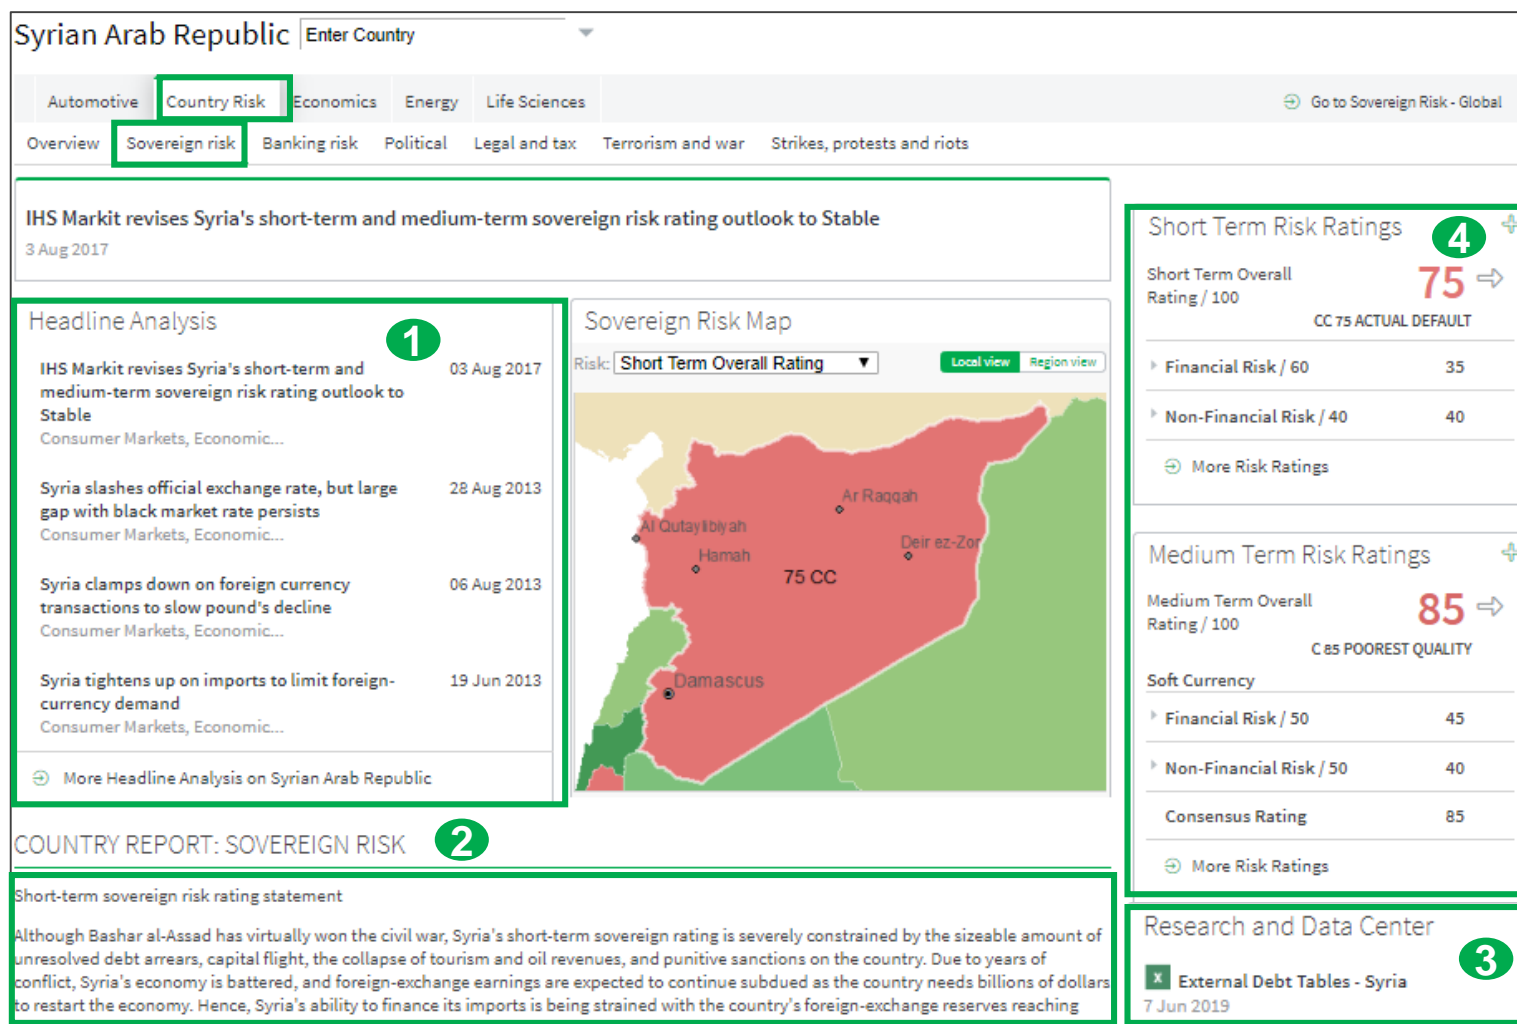 Syrian Arab Republic Enter Country
Automotive Country Risk Economics Energy Life Sciences Go to Sovereign Risk - Global
Overview Sovereign risk Banking risk Political Legal and tax Terrorism and war Strikes, protests and riots
IHS Markit revises Syria's short-term and medium-term sovereign risk rating outlook to Stable
3 Aug 2017
Headline Analysis
1
IHS Markit revises Syria's short-term and 03 Aug 2017
medium-term sovereign risk rating outlook to
Stable
Consumer Markets, Economic...
Syria slashes official exchange rate, but large 28 Aug 2013
gap with black market rate persists
Consumer Markets, Economic...
Syria clamps down on foreign currency 06 Aug 2013
transactions to slow pound's decline
Consumer Markets, Economic...
Syria tightens up on imports to limit foreign- 19 Jun 2013
currency demand
Consumer Markets, Economic...
More Headline Analysis on Syrian Arab Republic
Sovereign Risk Map
Risk: Short Term Overall Rating Local view Region view
Ar Raqqah
Al Qutaylibiyah
Deir ez-Zor
Hamah
75 CC
Damascus
COUNTRY REPORT: SOVEREIGN RISK
2
Short-term sovereign risk rating statement
Although Bashar al-Assad has virtually won the civil war, Syria's short-term sovereign rating is severely constrained by the sizeable amount of
unresolved debt arrears, capital flight, the collapse of tourism and oil revenues, and punitive sanctions on the country. Due to years of
conflict, Syria's economy is battered, and foreign-exchange earnings are expected to continue subdued as the country needs billions of dollars
to restart the economy. Hence, Syria's ability to finance its imports is being strained with the country's foreign-exchange reserves reaching
Short Term Risk Ratings
4
Short Term Overall 75
Rating / 100
CC 75 ACTUAL DEFAULT
Financial Risk / 60 35
Non-Financial Risk / 40 40
More Risk Ratings
Medium Term Risk Ratings
Medium Term Overall 85
Rating / 100
C 85 POOREST QUALITY
Soft Currency
Financial Risk / 50 45
Non-Financial Risk / 50 40
Consensus Rating 85
More Risk Ratings
Research and Data Center
3
X External Debt Tables - Syria
7 Jun 2019